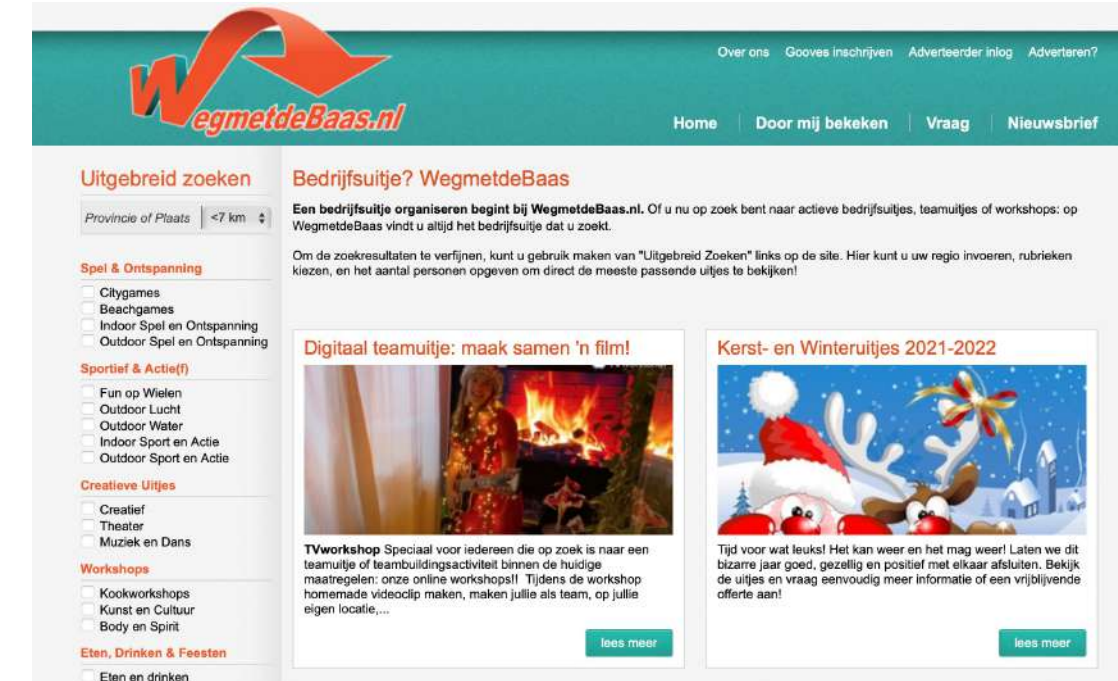 WegmetdeBaas.nl
Over ons Gooves inschrijven Adverteerder inlog Adverteren?
Home Door mij bekeken Vraag Nieuwsbrief
Uitgebreid zoeken
Provincie of Plaats <7 km
Spel & Ontspanning
Citygames
Beachgames
Indoor Spel en Ontspanning
Outdoor Spel en Ontspanning
Sportief & Actie(f)
Fun op Wielen
Outdoor Lucht
Outdoor Water
Indoor Sport en Actie
Outdoor Sport en Actie
Creatieve Uitjes
Creatief
Theater
Muziek en Dans
Workshops
Kookworkshops
Kunst en Cultuur
Body en Spirit
Eten, Drinken & Feesten
Eten en drinken
Bedrijfsuitje? WegmetdeBaas
Een bedrijfsuitje organiseren begint bij WegmetdeBaas.nl. Of u nu op zoek bent naar actieve bedrijfsuitjes, teamuitjes of workshops: op
WegmetdeBaas vindt u altijd het bedrijfsuitje dat u zoekt.
Om de zoekresultaten te verfijnen, kunt u gebruik maken van "Uitgebreid Zoeken" links op de site. Hier kunt u uw regio invoeren, rubrieken
kiezen, en het aantal personen opgeven om direct de meeste passende uitjes te bekijken!
Digitaal teamuitje: maak samen 'n film!
TVworkshop Speciaal voor iedereen die op zoek is naar een
teamuitje of teambuildingsactiviteit binnen de huidige
maatregelen: onze online workshops!! Tijdens de workshop
homemade videoclip maken, maken jullie als team, op jullie
eigen locatie,...
lees meer
Kerst- en Winteruitjes 2021-2022
Tijd voor wat leuks! Het kan weer en het mag weer! Laten we dit
bizarre jaar goed, gezellig en positief met elkaar afsluiten. Bekijk
de uitjes en vraag eenvoudig meer informatie of een vrijblijvende
offerte aan!
lees meer